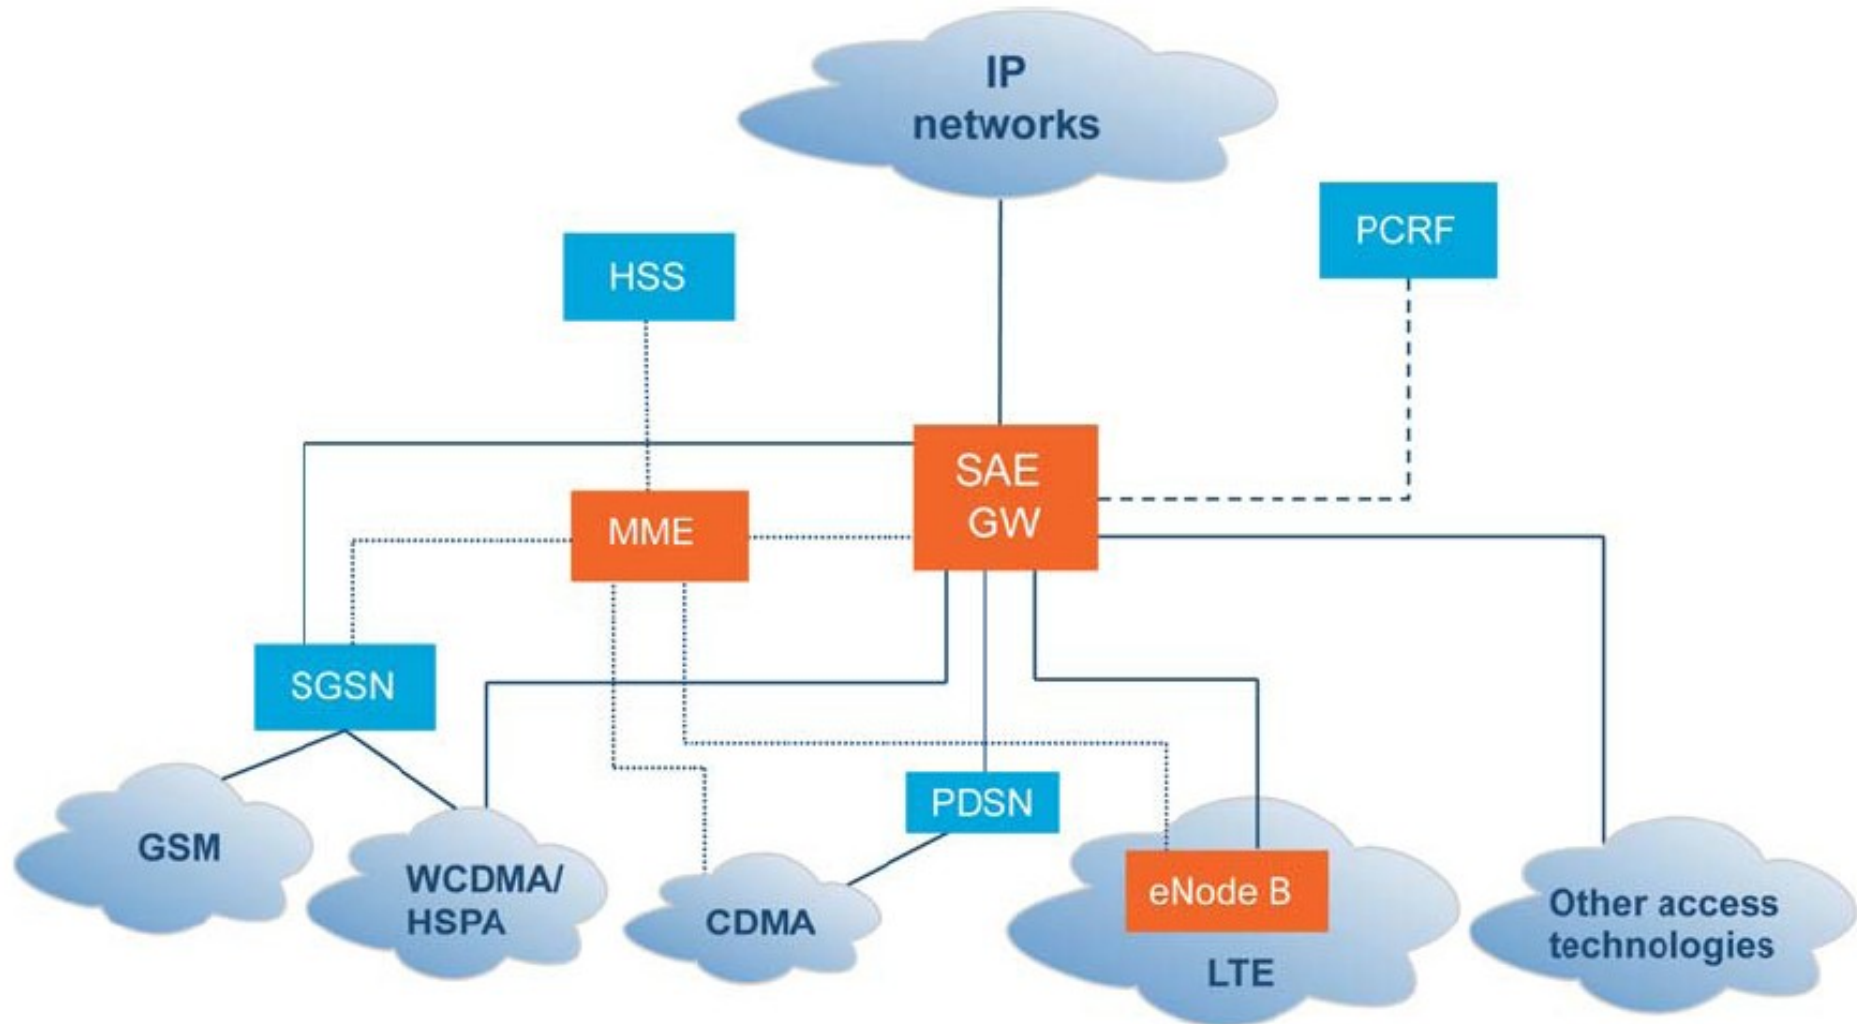 IP
networks
PCRF
HSS
SAE
GW
MME
SGSN
PDSN
GSM
WCDMA/
HSPA
CDMA
eNode B
LTE
Other access
technologies